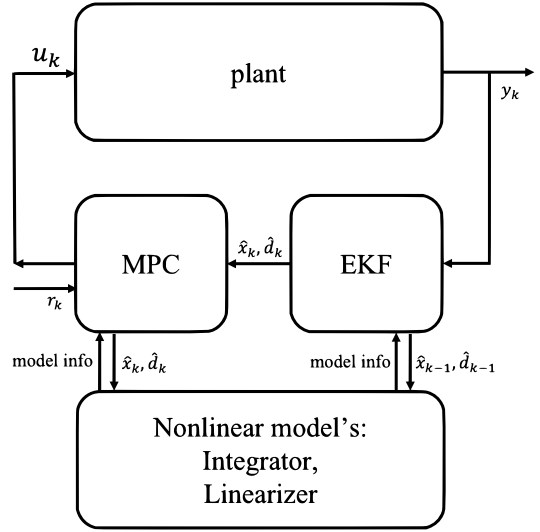 u_k
plant
y_k
MPC
x̂_k, d̂_k
EKF
r_k
model info
x̂_k, d̂_k
model info
x̂_{k−1}, d̂_{k−1}
Nonlinear model's:
Integrator,
Linearizer